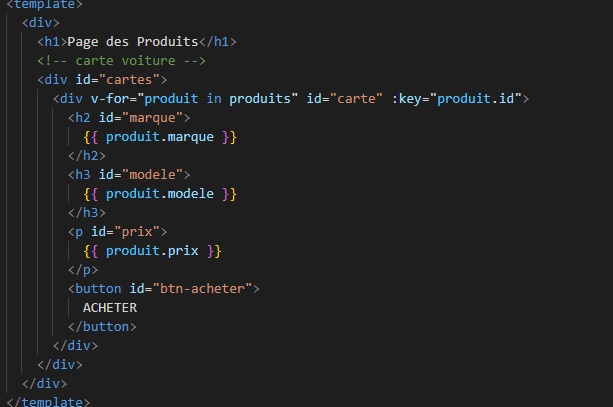 <template>
<div>
<h1>Page des Produits</h1>
<!-- carte voiture -->
<div id="cartes">
<div v-for="produit in produits" id="carte" :key="produit.id">
<h2 id="marque">
{{ produit.marque }}
</h2>
<h3 id="modele">
{{ produit.modele }}
</h3>
<p id="prix">
{{ produit.prix }}
</p>
<button id="btn-acheter">
ACHETER
</button>
</div>
</div>
</div>
</template>